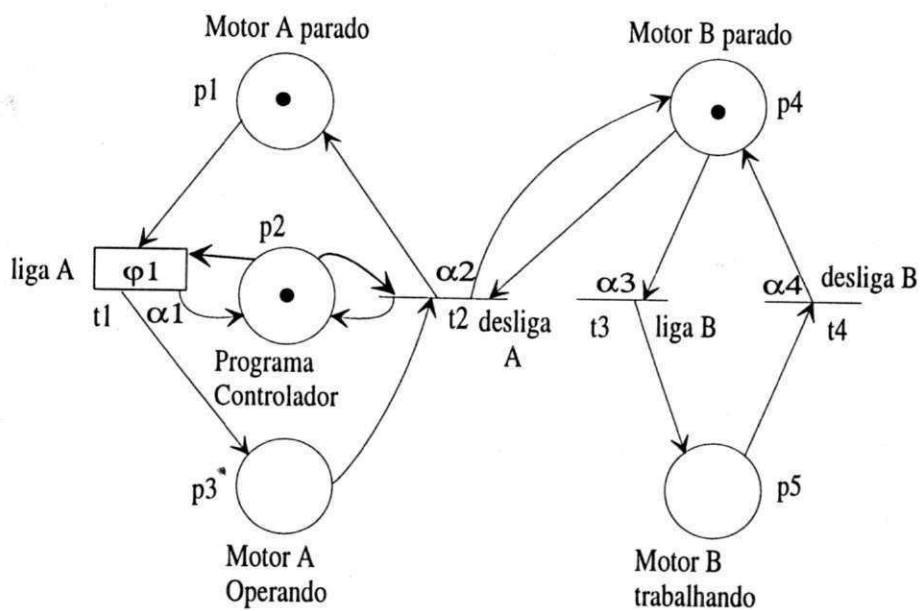 Motor A parado
Motor B parado
p1
p4
p2
liga A
φ1
α2
α3
α4
desliga B
t1
α1
t2
desliga
A
t3
liga B
t4
Programa
Controlador
p3
p5
Motor A
Operando
Motor B
trabalhando